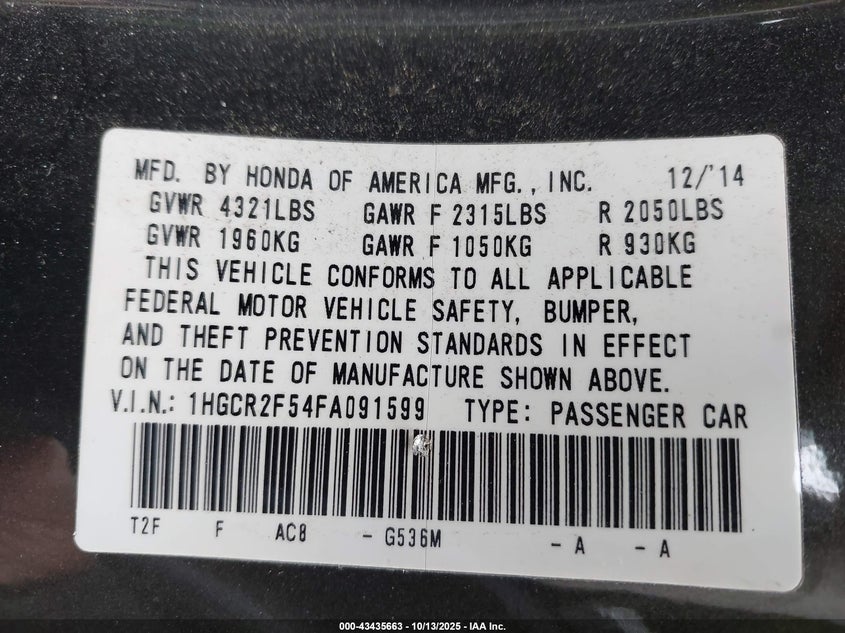 MFD. BY HONDA OF AMERICA MFG., INC. 12/'14
GVWR 4321LBS GAWR F 2315LBS R 2050LBS
GVWR 1960KG GAWR F 1050KG R 930KG
THIS VEHICLE CONFORMS TO ALL APPLICABLE
FEDERAL MOTOR VEHICLE SAFETY, BUMPER,
AND THEFT PREVENTION STANDARDS IN EFFECT
ON THE DATE OF MANUFACTURE SHOWN ABOVE.
V.I.N.: 1HGCR2F54FA091599 TYPE: PASSENGER CAR
T2F F AC8 - G536M - A - A
000-43435663 - 10/13/2025 - IAA Inc.